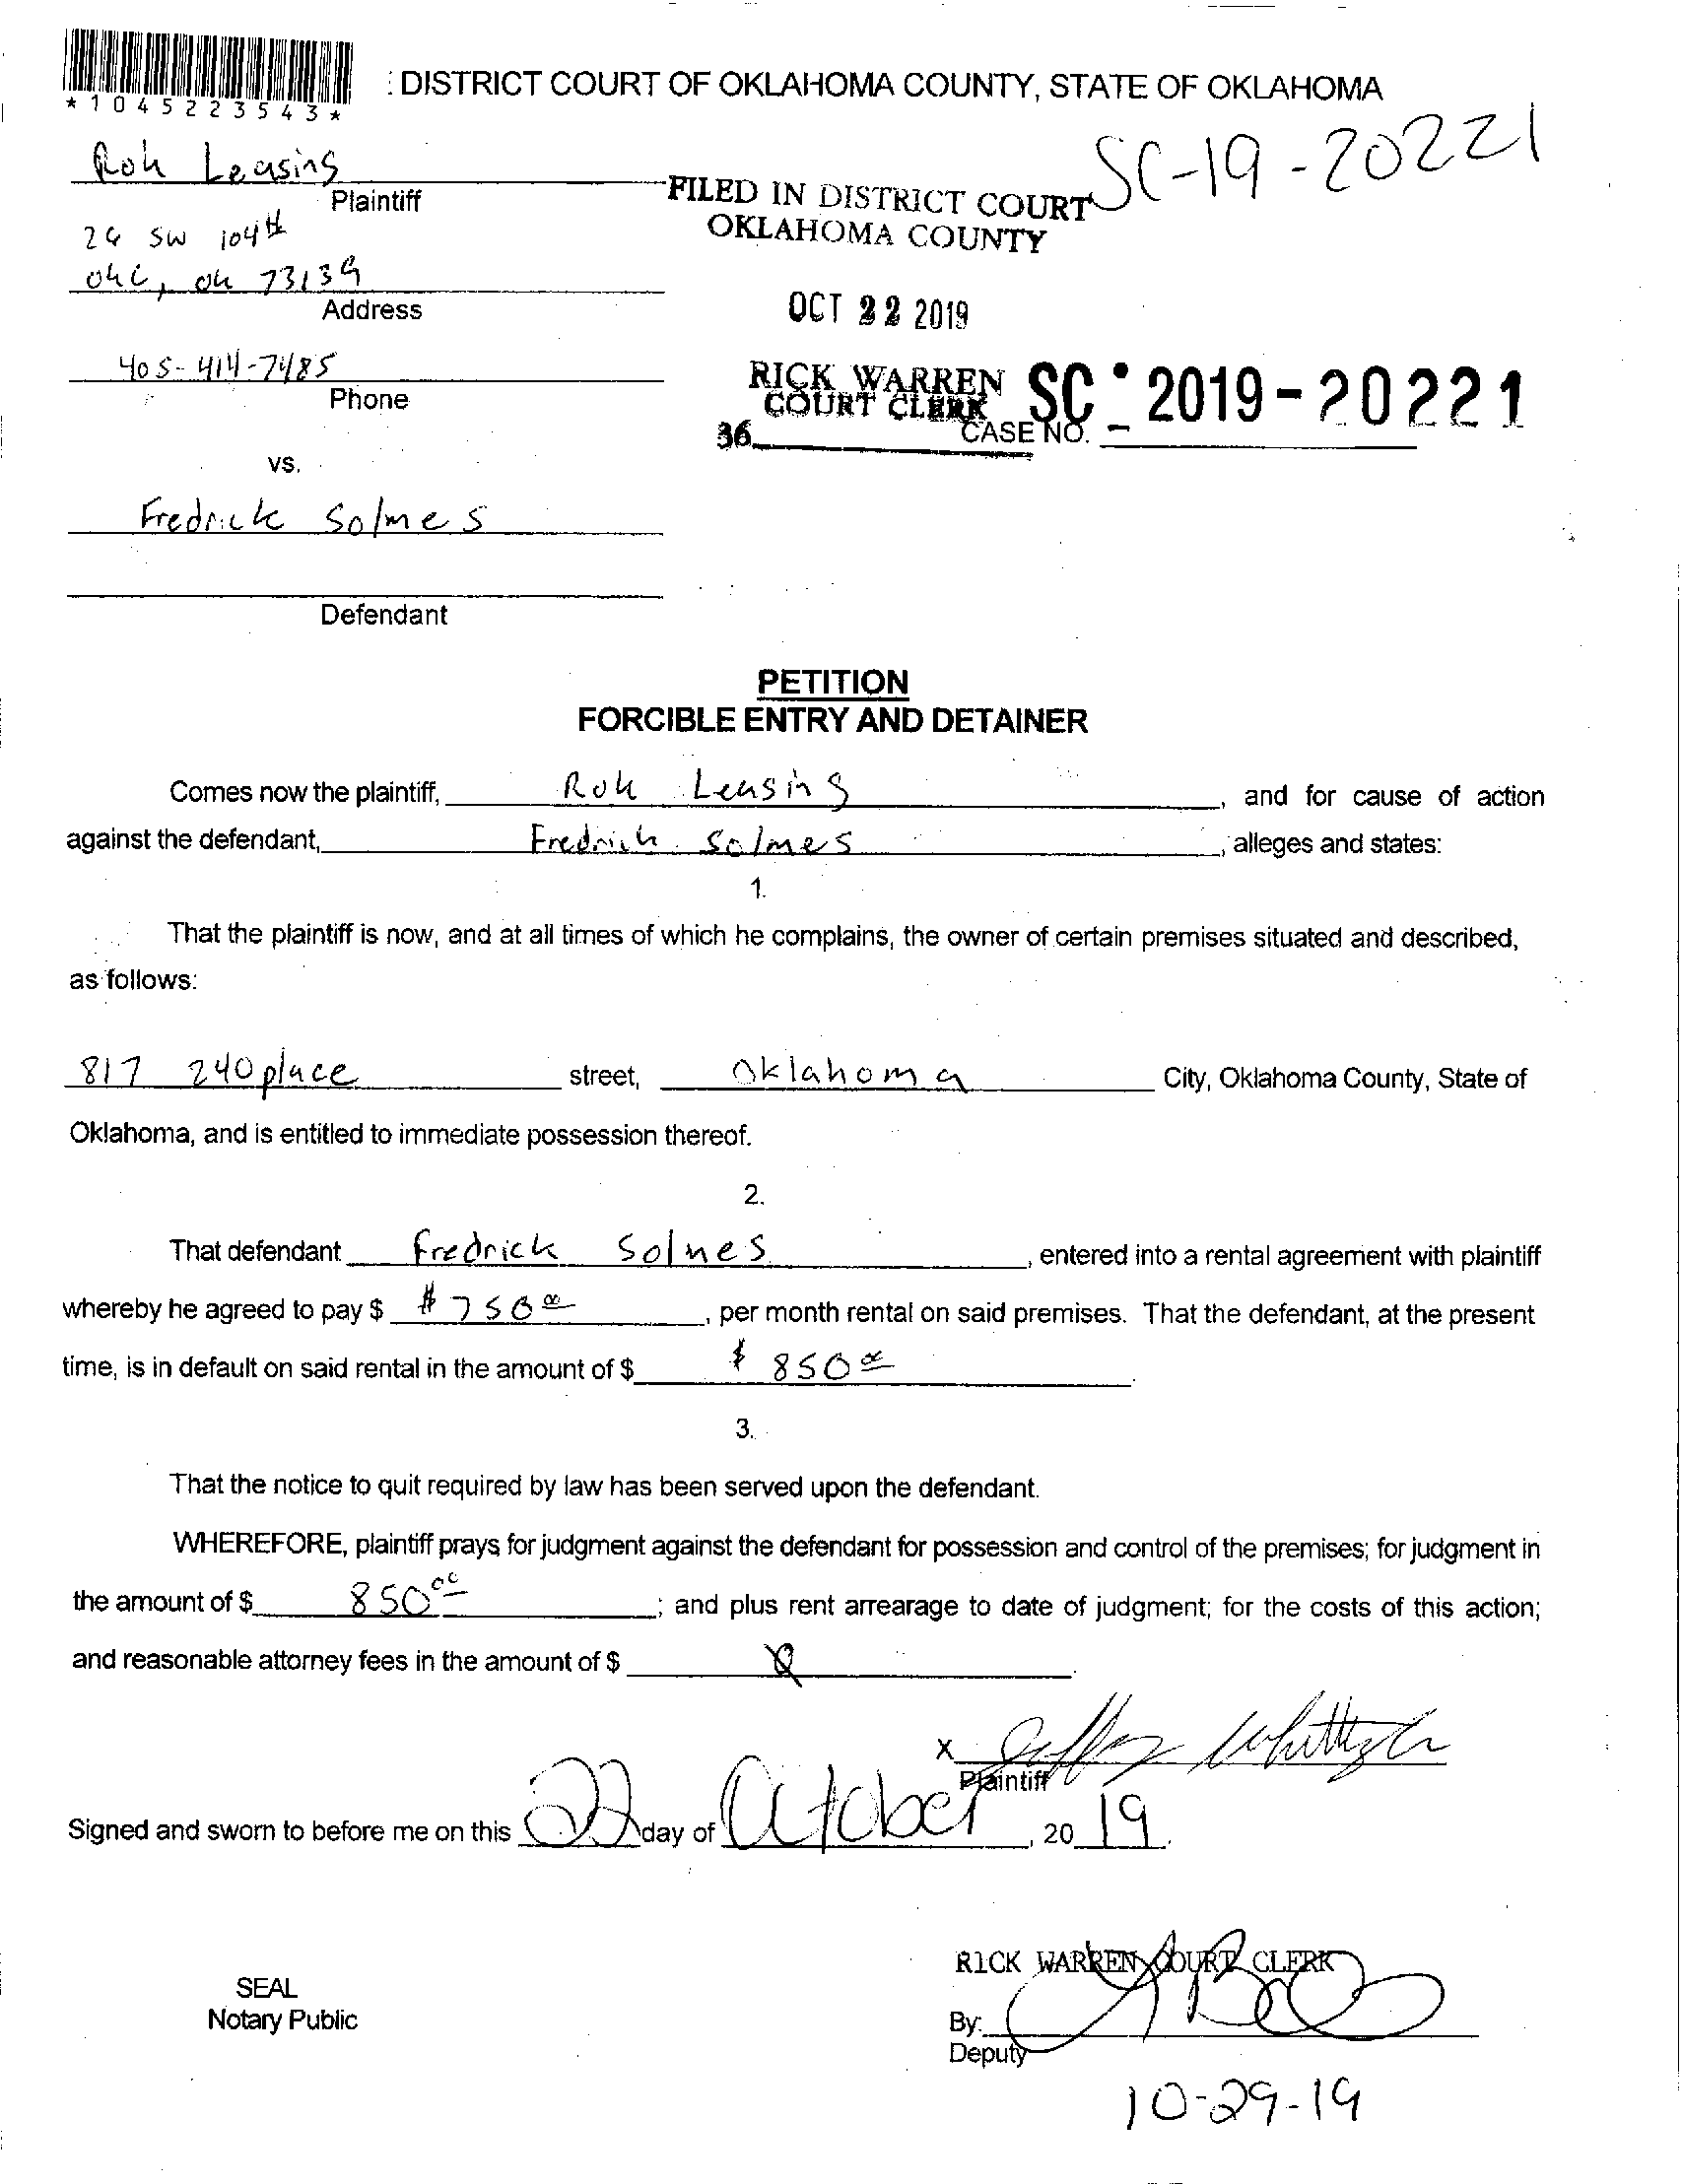 *1045223543*
: DISTRICT COURT OF OKLAHOMA COUNTY, STATE OF OKLAHOMA
SC-19-20221
Rok Leasing
Plaintiff
FILED IN DISTRICT COURT
OKLAHOMA COUNTY
SW 104th
okc, ok 73139
Address
OCT 22 2019
405-414-7485
Phone
RICK WARREN
COURT CLERK
SC - 2019-20221
36
CASE NO.
vs.
Fredrick Solmes
Defendant
PETITION
FORCIBLE ENTRY AND DETAINER
Comes now the plaintiff, Rok Leasing, and for cause of action
against the defendant, Fredrick Solmes, alleges and states:
1.
That the plaintiff is now, and at all times of which he complains, the owner of certain premises situated and described,
as follows:
817 240 place street, Oklahoma City, Oklahoma County, State of
Oklahoma, and is entitled to immediate possession thereof.
2.
That defendant Fredrick Solmes, entered into a rental agreement with plaintiff
whereby he agreed to pay $ $ 750 00, per month rental on said premises. That the defendant, at the present
time, is in default on said rental in the amount of $ $ 850 00.
3.
That the notice to quit required by law has been served upon the defendant.
WHEREFORE, plaintiff prays for judgment against the defendant for possession and control of the premises; for judgment in
the amount of $ 850 00; and plus rent arrearage to date of judgment; for the costs of this action;
and reasonable attorney fees in the amount of $
X
Plaintiff
Signed and sworn to before me on this 22 day of October, 20 19.
RICK WARREN COURT CLERK
SEAL
Notary Public
By:
Deputy
10-29-19